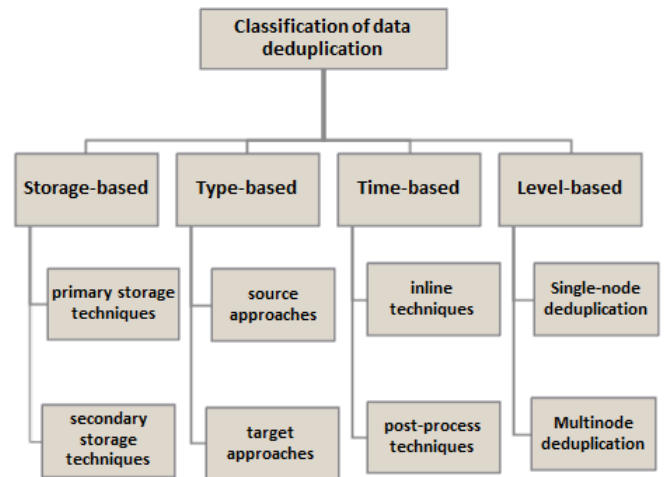 Classification of data
deduplication
Storage-based
Type-based
Time-based
Level-based
primary storage
techniques
source
approaches
inline
techniques
Single-node
deduplication
secondary
storage
techniques
target
approaches
post-process
techniques
Multinode
deduplication